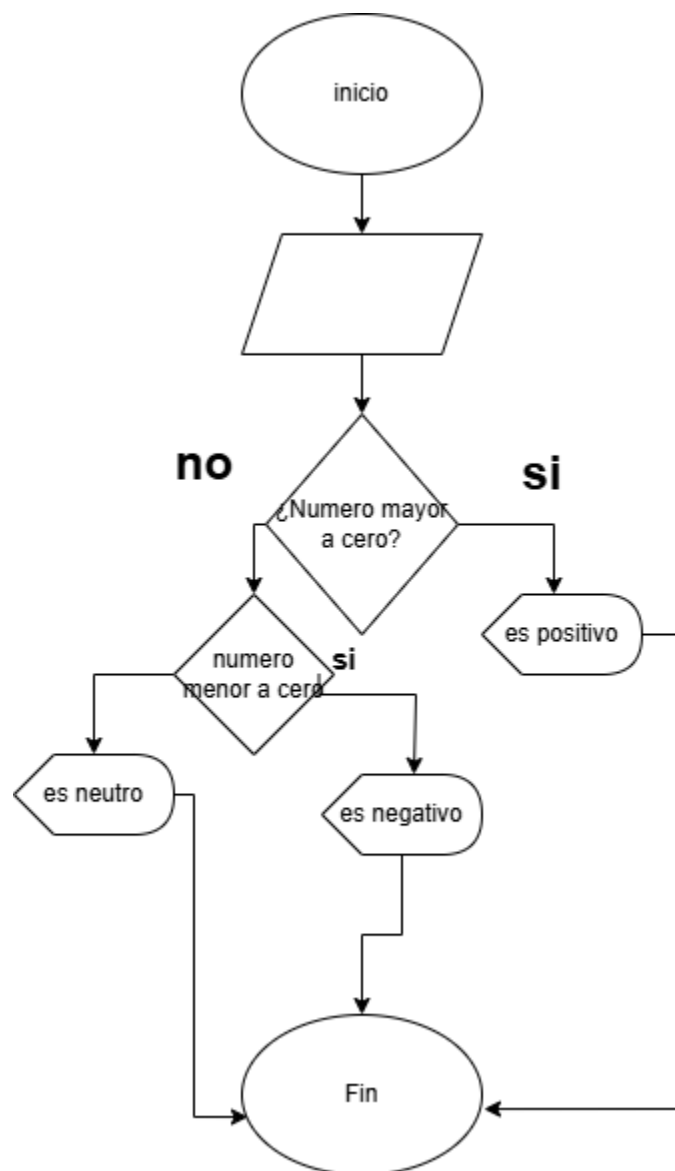 inicio
no
si
¿Numero mayor
a cero?
es positivo
numero
menor a cero
si
es neutro
es negativo
Fin